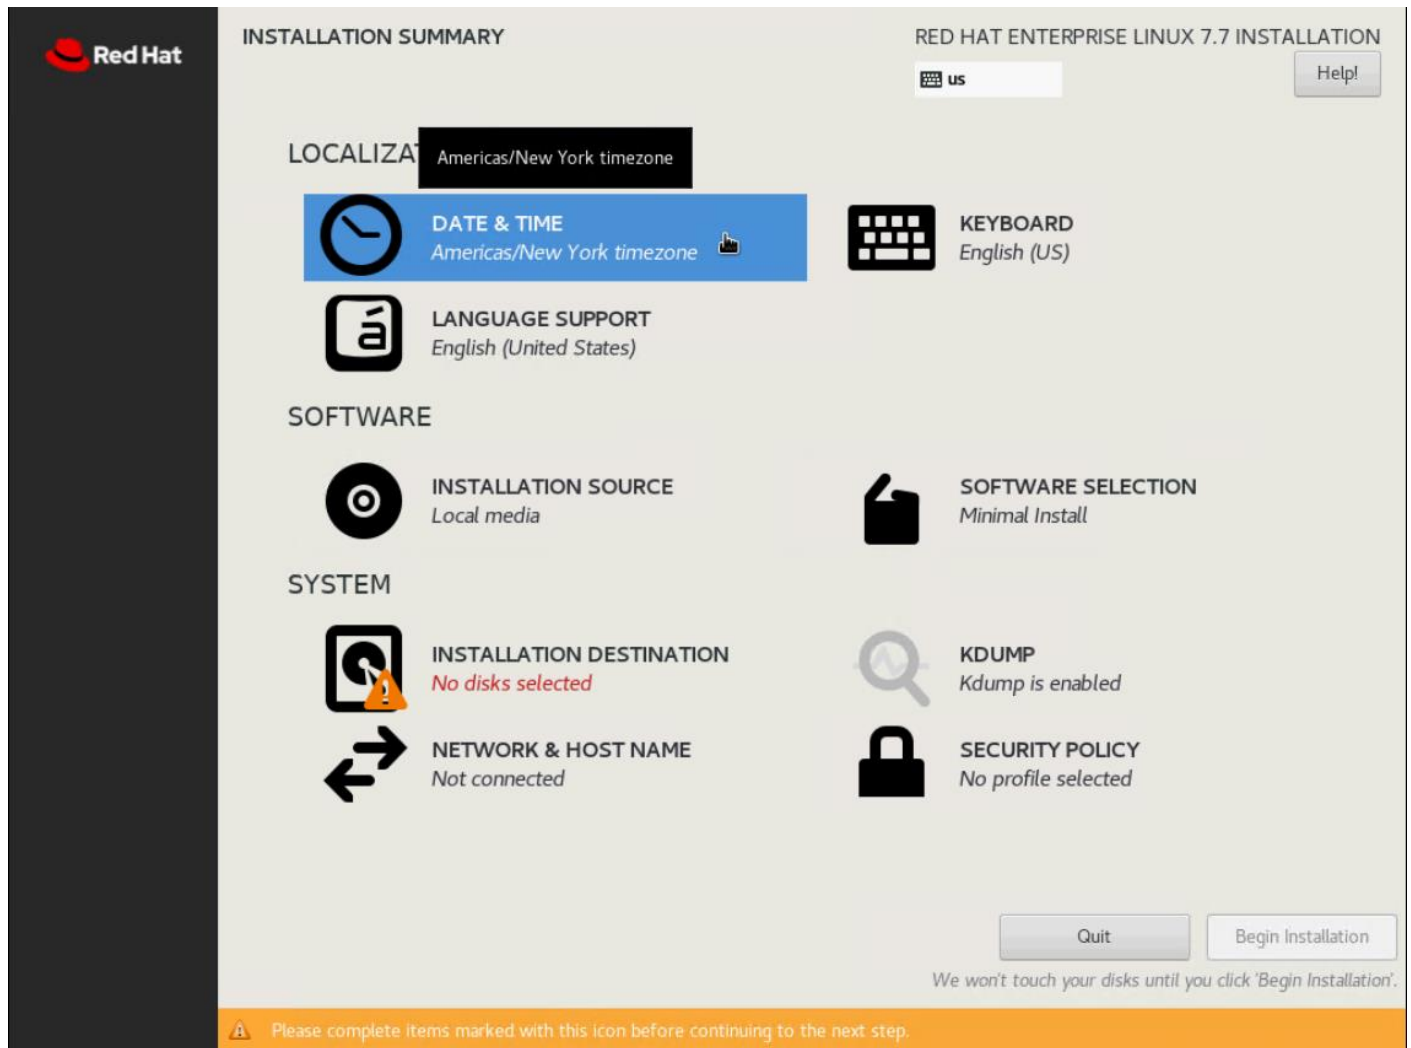 Red Hat
INSTALLATION SUMMARY
RED HAT ENTERPRISE LINUX 7.7 INSTALLATION
us
Help!
LOCALIZAT
Americas/New York timezone
DATE & TIME
Americas/New York timezone
KEYBOARD
English (US)
LANGUAGE SUPPORT
English (United States)
SOFTWARE
INSTALLATION SOURCE
Local media
SOFTWARE SELECTION
Minimal Install
SYSTEM
INSTALLATION DESTINATION
No disks selected
KDUMP
Kdump is enabled
NETWORK & HOST NAME
Not connected
SECURITY POLICY
No profile selected
Quit
Begin Installation
We won't touch your disks until you click 'Begin Installation'.
Please complete items marked with this icon before continuing to the next step.